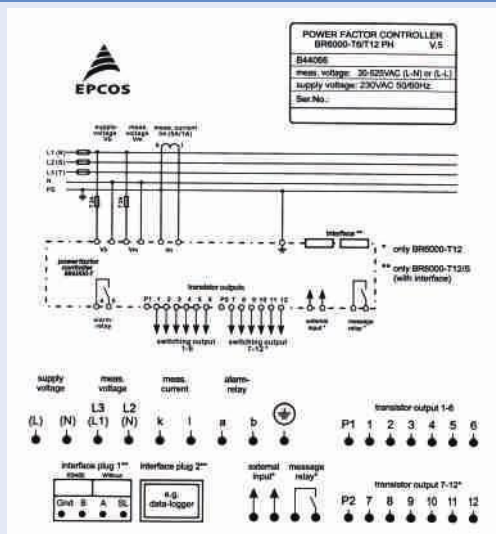 POWER FACTOR CONTROLLER
BR6000-T6/T12 PH V.5
B44066
meas. voltage: 30-525VAC (L-N) or (L-L)
supply voltage: 230VAC 50/60Hz
Ser.No.:
EPCOS
supply voltage meas. voltage meas. current
L1 (R)
L2 (S)
L3 (T)
N
PE
interface **
* only BR6000-T12
** only BR6000-T12/S
(with interface)
power factor
controller
BR6000-T
transistor outputs
P1 1 2 3 4 5 6 P2 7 8 9 10 11 12
alarm
relay
switching output
1-6
switching output
7-12*
external
input*
message
relay*
supply
voltage
meas.
voltage
meas.
current
alarm-
relay
L3 L2
(L) (N) (L1) (N) k l a b
transistor output 1-6
P1 1 2 3 4 5 6
interface plug 1** interface plug 2**
RS485 Without
Gnd B A SL
e.g.
data-logger
external
input*
message
relay*
transistor output 7-12*
P2 7 8 9 10 11 12